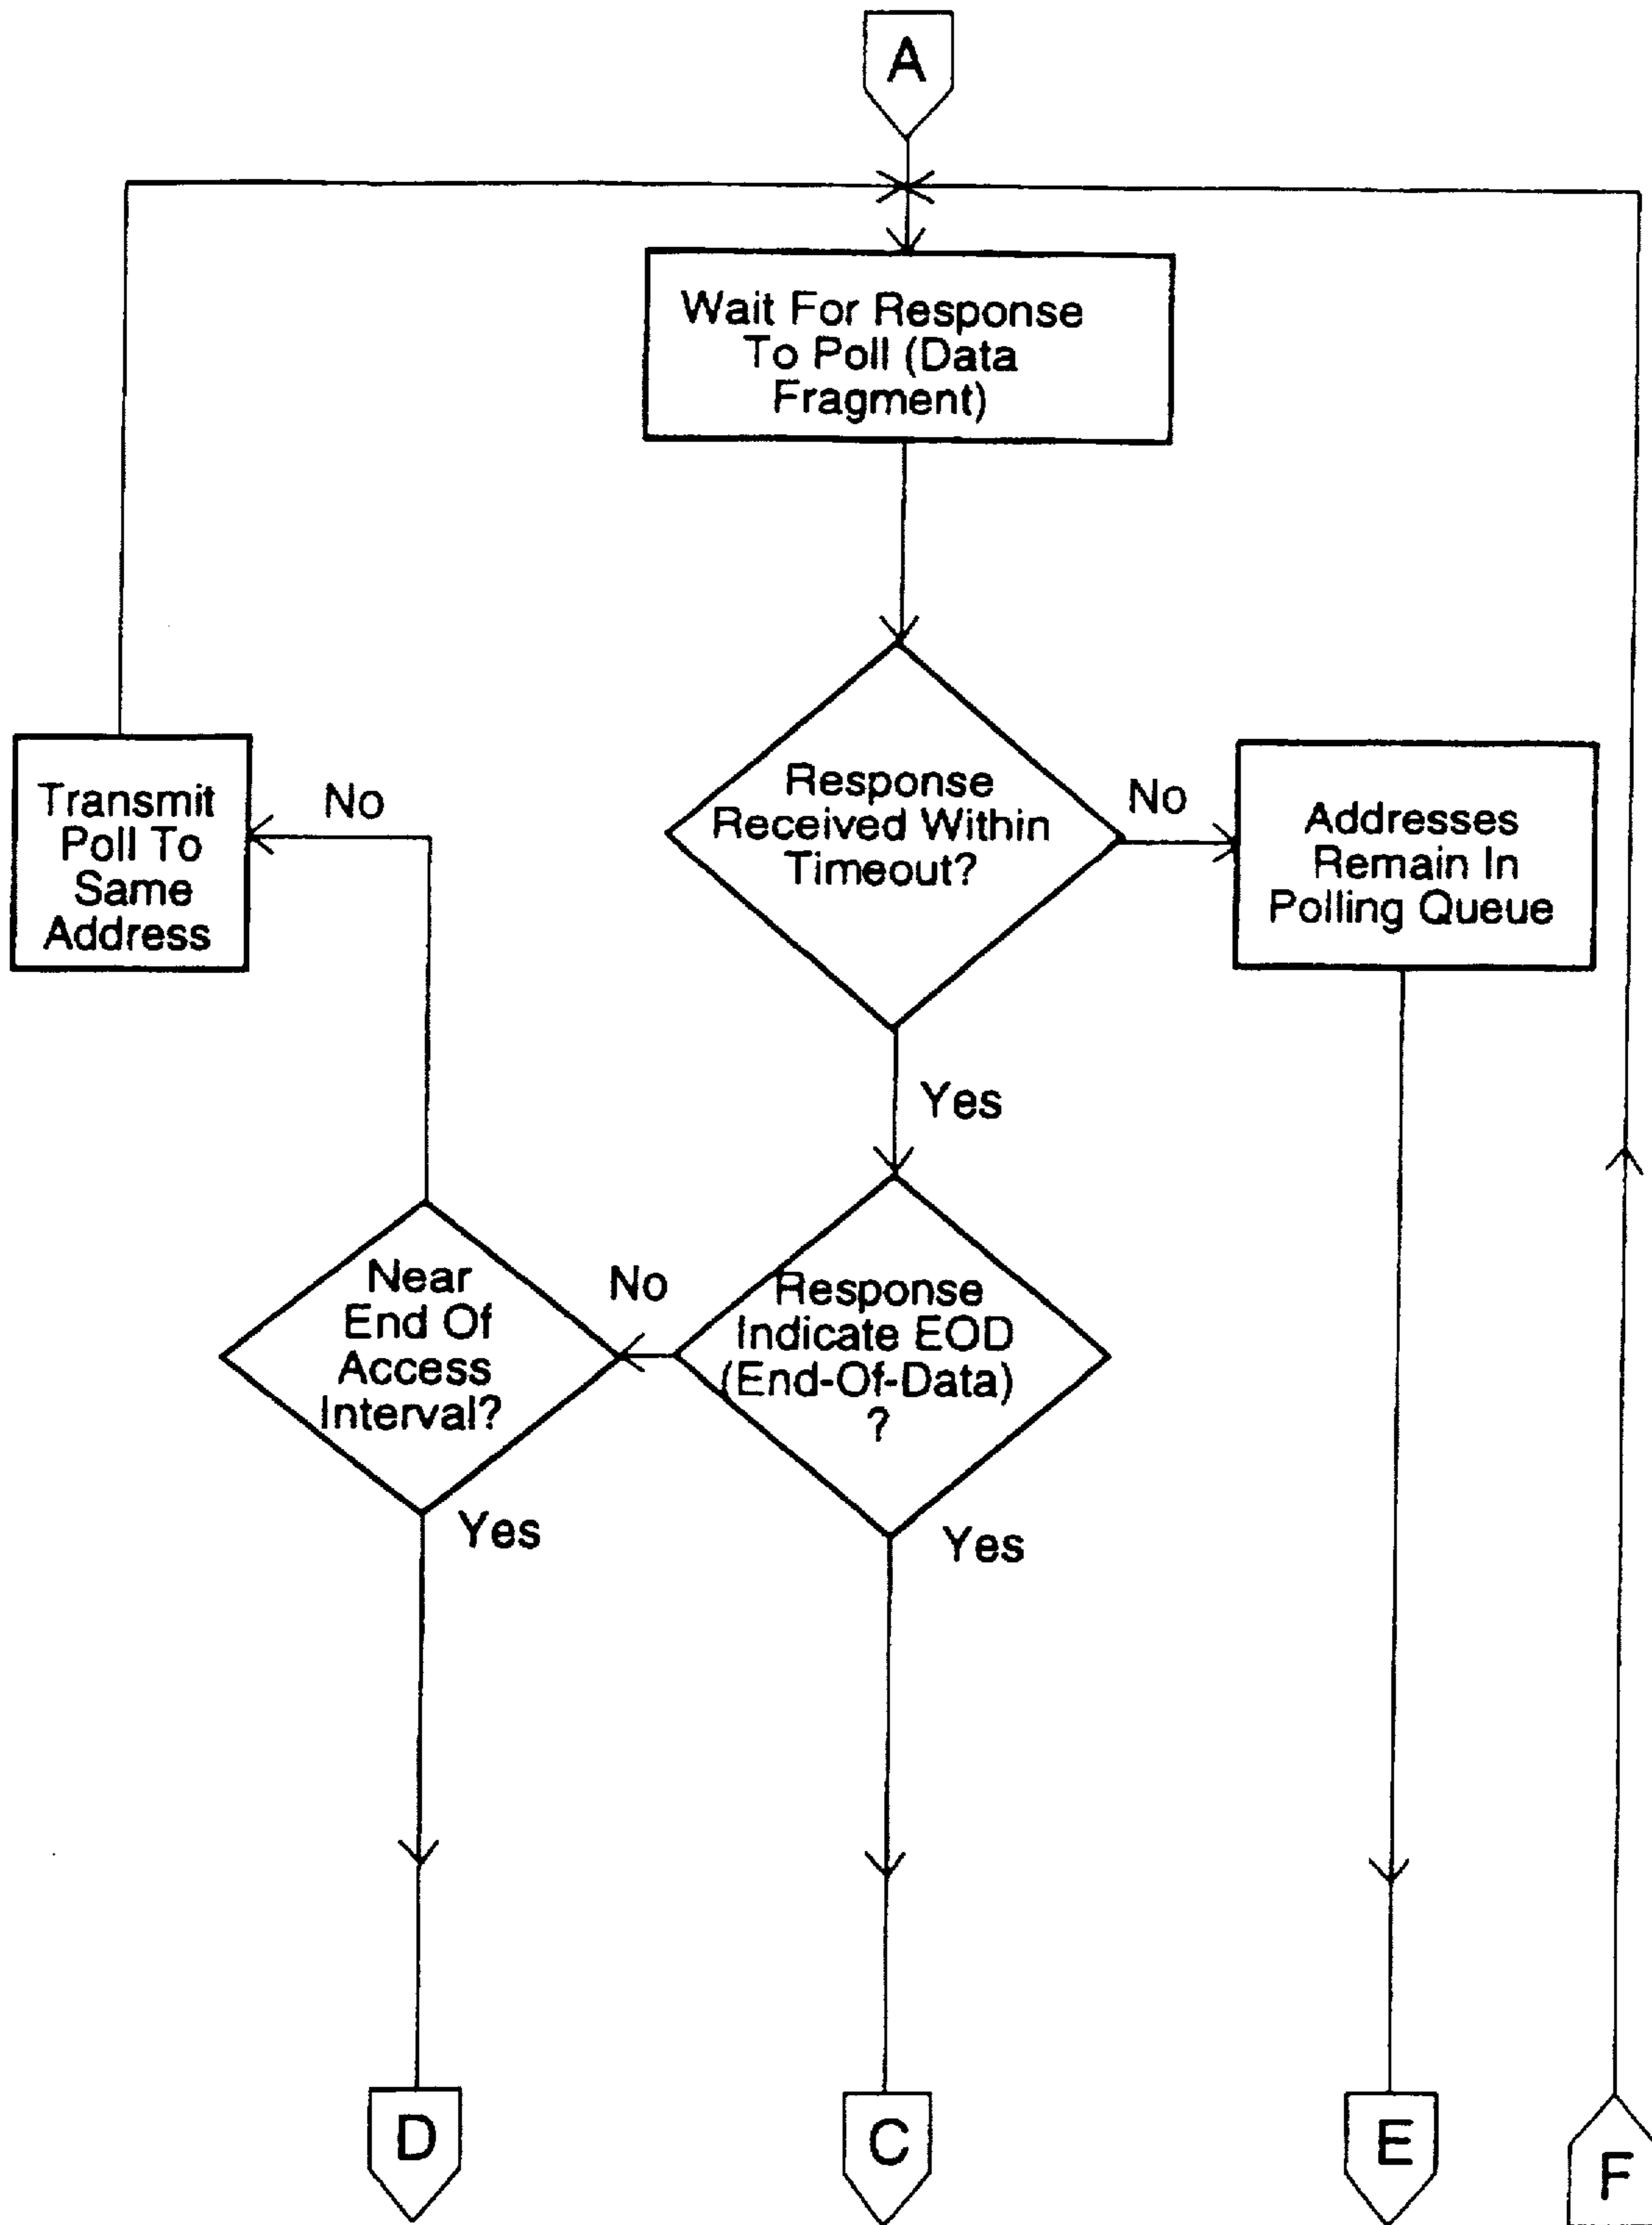 A
Wait For Response
To Poll (Data
Fragment)
Response
Received Within
Timeout?
No
Addresses
Remain In
Polling Queue
Transmit
Poll To
Same
Address
No
Yes
Response
Indicate EOD
(End-Of-Data)
?
No
Near
End Of
Access
Interval?
Yes
Yes
D
C
E
F